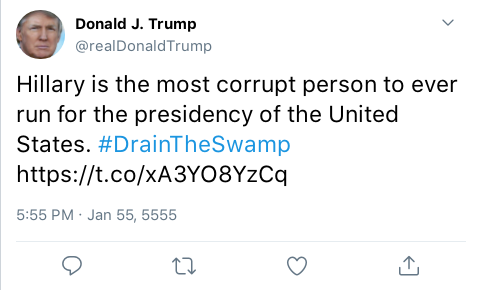 Donald J. Trump
@realDonaldTrump
Hillary is the most corrupt person to ever
run for the presidency of the United
States. #DrainTheSwamp
https://t.co/xA3YO8YzCq
5:55 PM · Jan 55, 5555